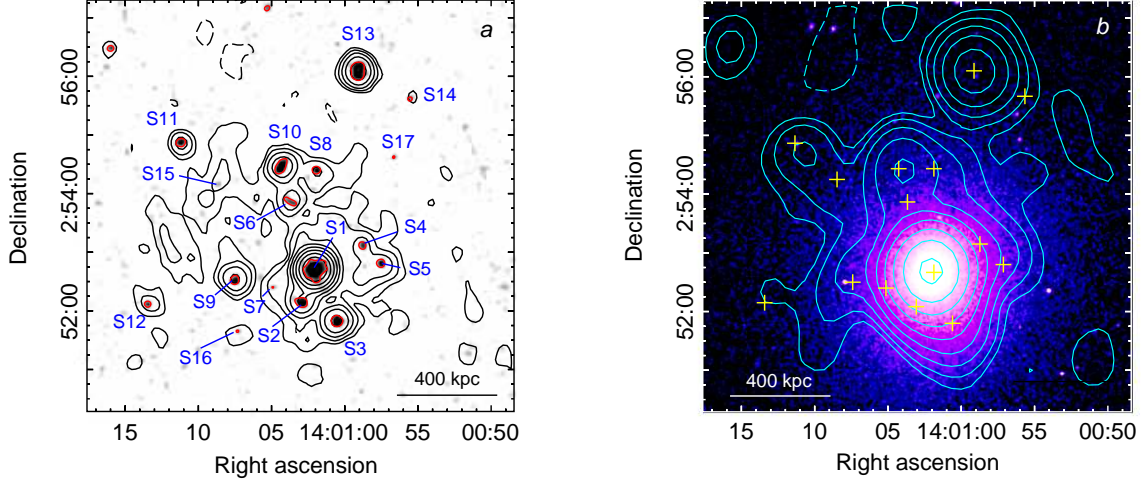 a
S13
S14
S11
S10
S8
S17
S15
S6
S1
S4
S5
S9
S7
S12
S2
S16
S3
400 kpc
56:00
2:54:00
52:00
Declination
15
10
05
14:01:00
55
00:50
Right ascension
b
400 kpc
56:00
2:54:00
52:00
Declination
15
10
05
14:01:00
55
00:50
Right ascension